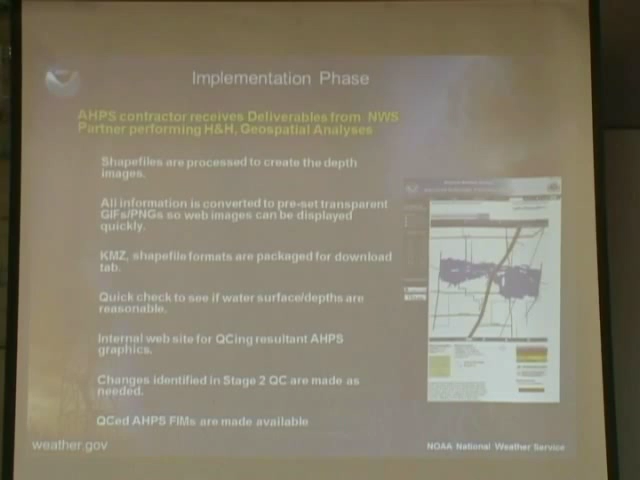 Implementation Phase
AHPS contractor receives Deliverables from NWS
Partner performing H&H, Geospatial Analyses
Shapefiles are processed to create the depth
images.
All information is converted to pre-set transparent
GIFs/PNGs so web images can be displayed
quickly.
KMZ, shapefile formats are packaged for download
tab.
Quick check to see if water surface/depths are
reasonable.
Internal web site for QCing resultant AHPS
graphics.
Changes identified in Stage 2 QC are made as
needed.
QCed AHPS FIMs are made available
weather.gov
NOAA National Weather Service